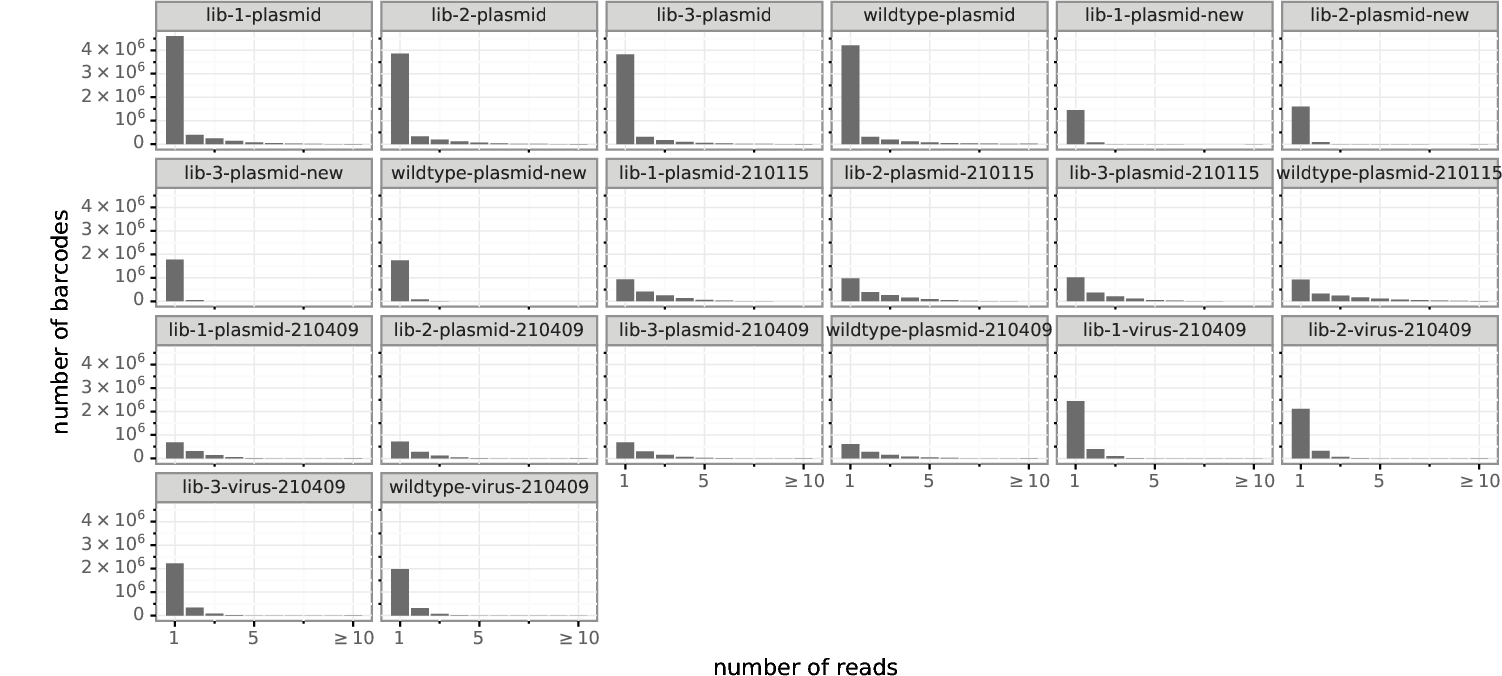 lib-1-plasmid lib-2-plasmid lib-3-plasmid wildtype-plasmid lib-1-plasmid-new lib-2-plasmid-new
4 × 10⁶
3 × 10⁶
2 × 10⁶
10⁶
0
lib-3-plasmid-new wildtype-plasmid-new lib-1-plasmid-210115 lib-2-plasmid-210115 lib-3-plasmid-210115 wildtype-plasmid-210115
4 × 10⁶
3 × 10⁶
2 × 10⁶
10⁶
0
number of barcodes
lib-1-plasmid-210409 lib-2-plasmid-210409 lib-3-plasmid-210409 wildtype-plasmid-210409 lib-1-virus-210409 lib-2-virus-210409
4 × 10⁶
3 × 10⁶
2 × 10⁶
10⁶
0
1 5 ≥ 10 1 5 ≥ 10 1 5 ≥ 10 1 5 ≥ 10
lib-3-virus-210409 wildtype-virus-210409
4 × 10⁶
3 × 10⁶
2 × 10⁶
10⁶
0
1 5 ≥ 10 1 5 ≥ 10
number of reads